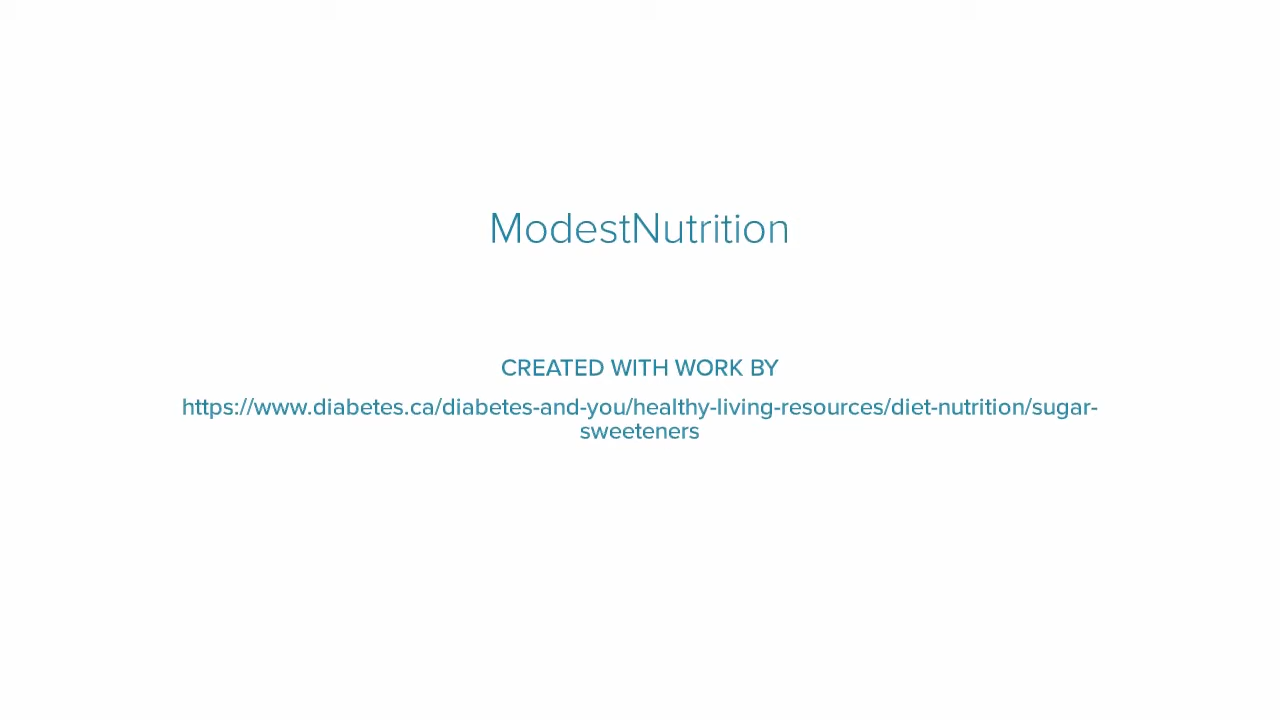 ModestNutrition
CREATED WITH WORK BY
https://www.diabetes.ca/diabetes-and-you/healthy-living-resources/diet-nutrition/sugar-
sweeteners